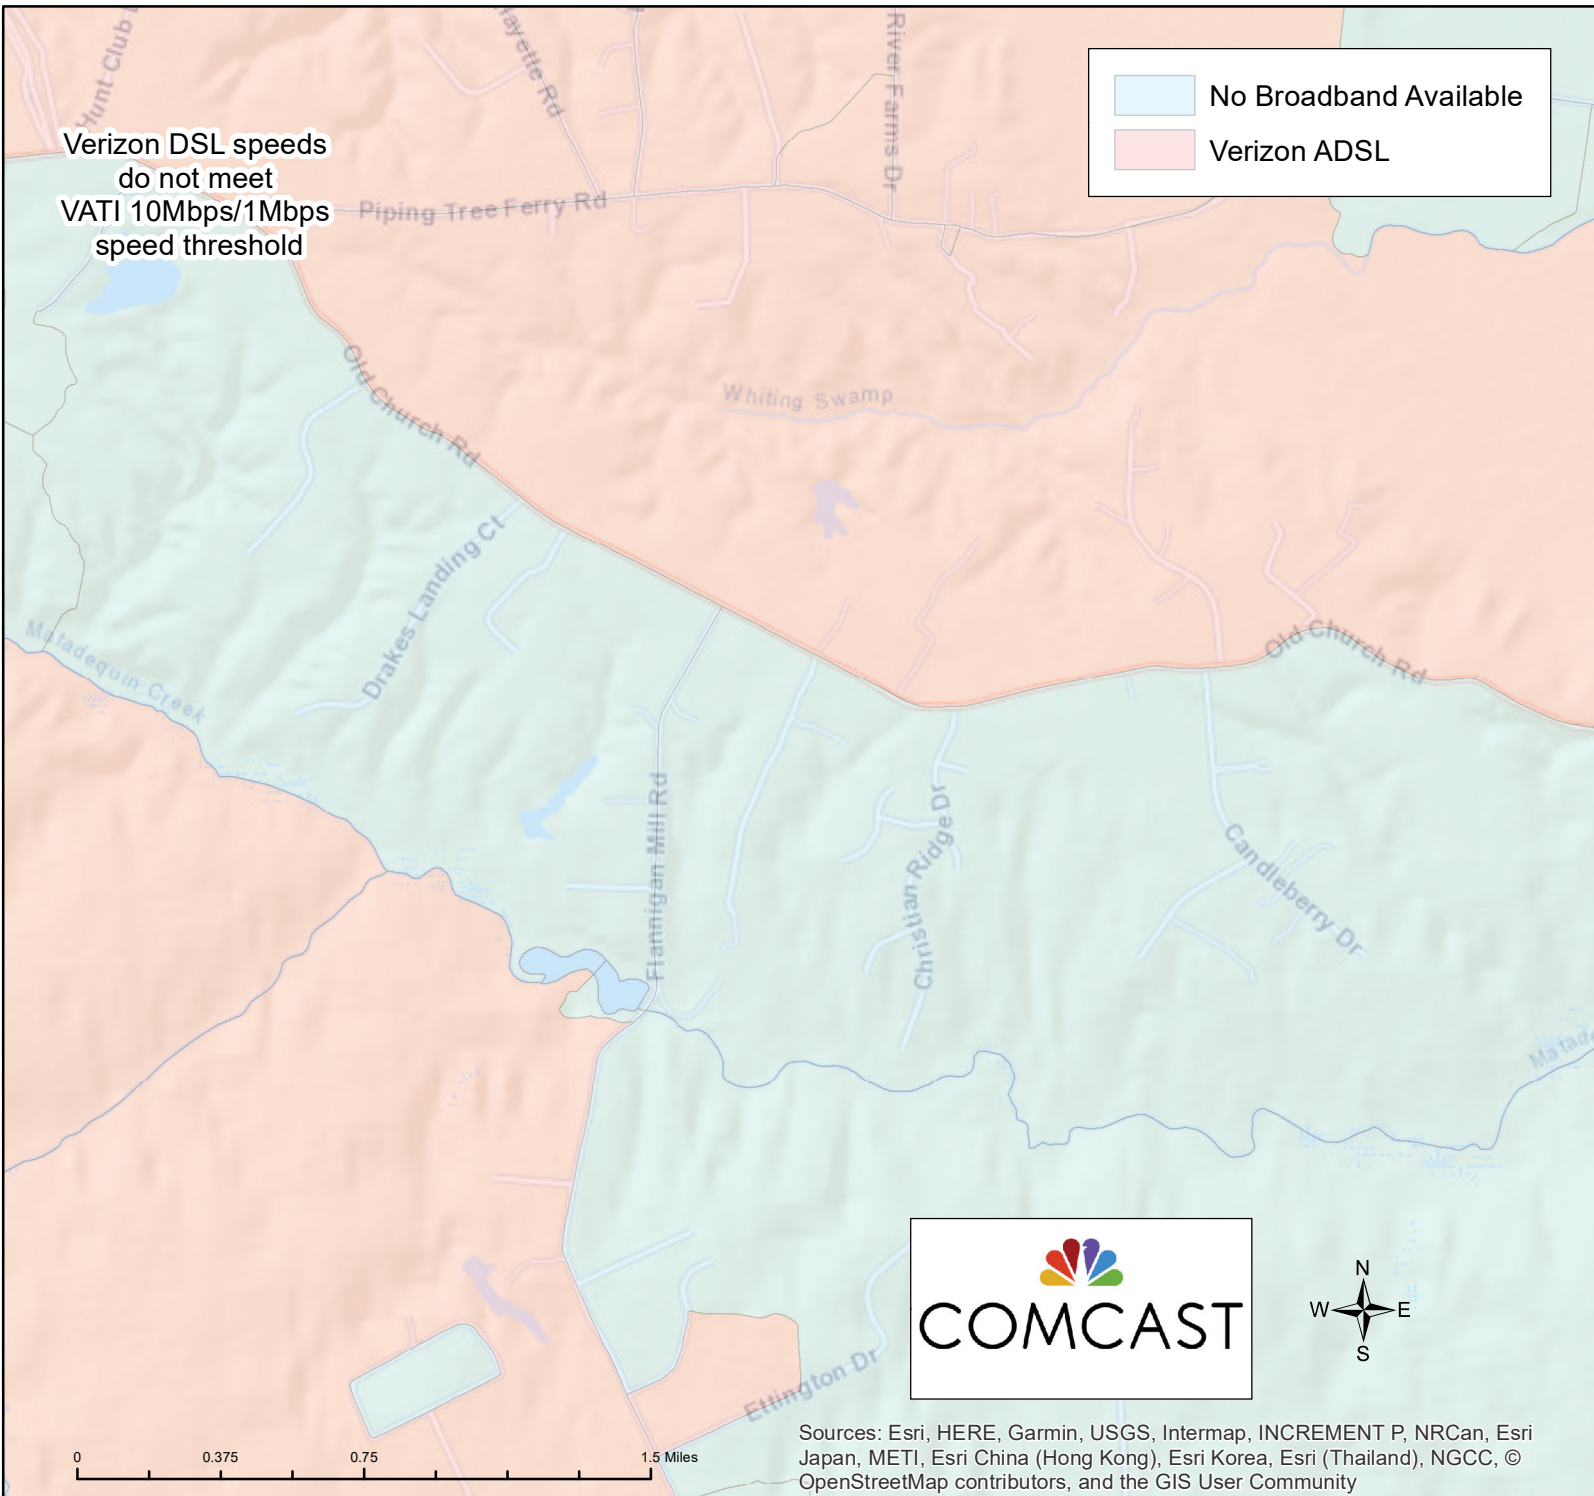 Hunt Club
ayette Rd
River Farms Dr
No Broadband Available
Verizon ADSL
Verizon DSL speeds
do not meet
VATI 10Mbps/1Mbps
speed threshold
Piping Tree Ferry Rd
Old Church Rd
Whiting Swamp
Drakes Landing Ct
Matadequin Creek
Old Church Rd
Flannigan Mill Rd
Christian Ridge Dr
Candleberry Dr
Matade
COMCAST
N
W E
S
Ettington Dr
0 0.375 0.75 1.5 Miles
Sources: Esri, HERE, Garmin, USGS, Intermap, INCREMENT P, NRCan, Esri
Japan, METI, Esri China (Hong Kong), Esri Korea, Esri (Thailand), NGCC, ©
OpenStreetMap contributors, and the GIS User Community